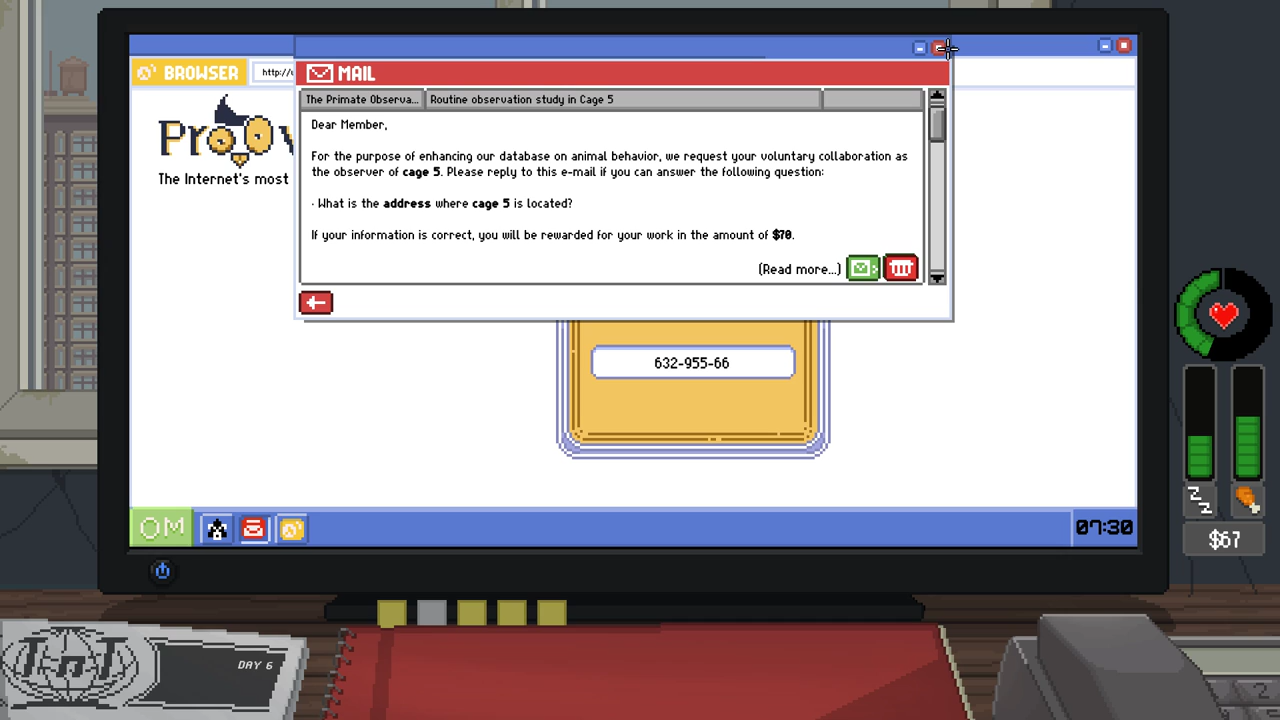 BROWSER
http://u
MAIL
The Primate Observa...
Routine observation study in Cage 5
Dear Member,
For the purpose of enhancing our database on animal behavior, we request your voluntary collaboration as
the observer of cage 5. Please reply to this e-mail if you can answer the following question:
· What is the address where cage 5 is located?
If your information is correct, you will be rewarded for your work in the amount of $70.
(Read more...)
The Internet's most
632-955-66
OM
07:30
zz
$67
TnT
DAY 6
2